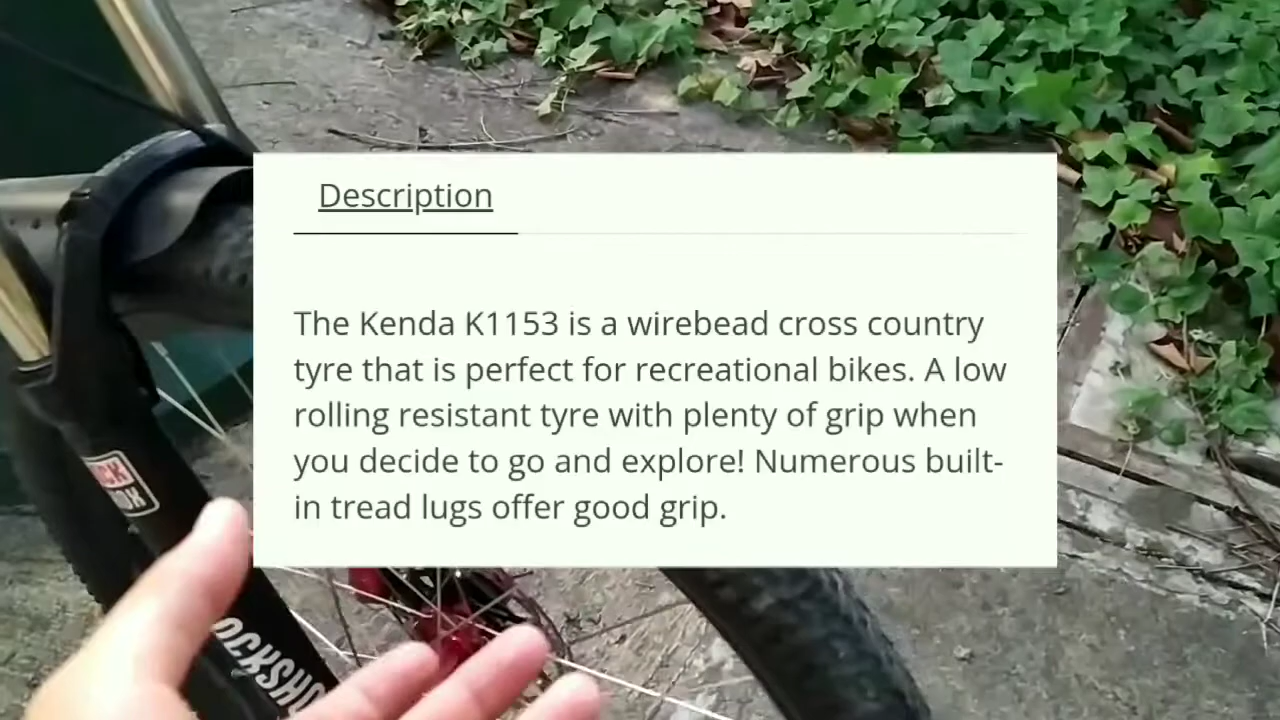 Description
The Kenda K1153 is a wirebead cross country
tyre that is perfect for recreational bikes. A low
rolling resistant tyre with plenty of grip when
you decide to go and explore! Numerous built-
in tread lugs offer good grip.
OCKSHO